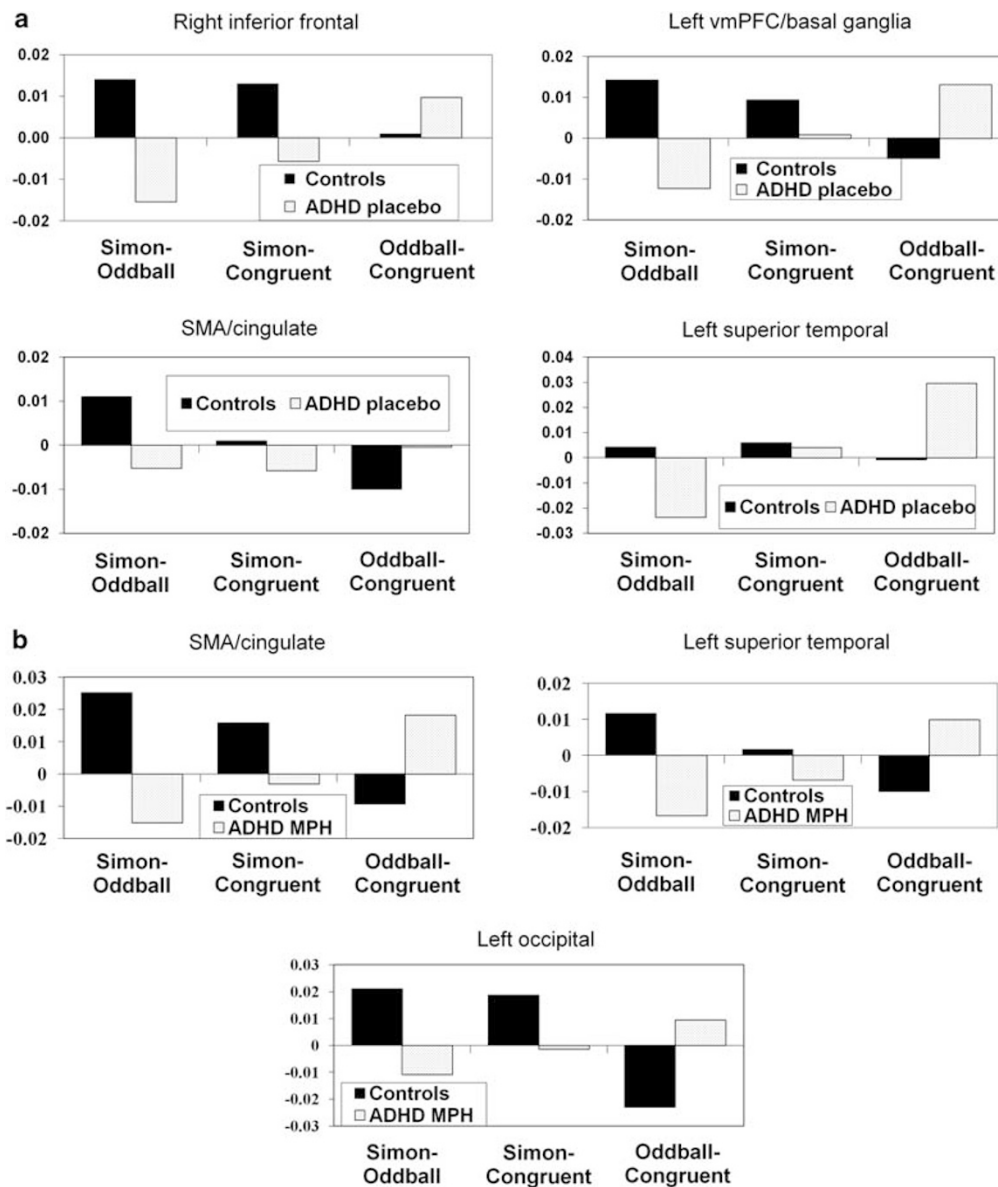 a
Right inferior frontal
0.02
0.01
0.00
-0.01
-0.02
Controls
ADHD placebo
Simon-
Oddball
Simon-
Congruent
Oddball-
Congruent
Left vmPFC/basal ganglia
0.02
0.01
0
-0.01
-0.02
Controls
ADHD placebo
Simon-
Oddball
Simon-
Congruent
Oddball-
Congruent
SMA/cingulate
0.02
0.01
0
-0.01
-0.02
Controls ADHD placebo
Simon-
Oddball
Simon-
Congruent
Oddball-
Congruent
Left superior temporal
0.04
0.03
0.02
0.01
0
-0.01
-0.02
-0.03
Controls ADHD placebo
Simon-
Oddball
Simon-
Congruent
Oddball-
Congruent
b
SMA/cingulate
0.03
0.02
0.01
0
-0.01
-0.02
Controls
ADHD MPH
Simon-
Oddball
Simon-
Congruent
Oddball-
Congruent
Left superior temporal
0.02
0.01
0
-0.01
-0.02
Controls
ADHD MPH
Simon-
Oddball
Simon-
Congruent
Oddball-
Congruent
Left occipital
0.03
0.02
0.01
0
-0.01
-0.02
-0.03
Controls
ADHD MPH
Simon-
Oddball
Simon-
Congruent
Oddball-
Congruent